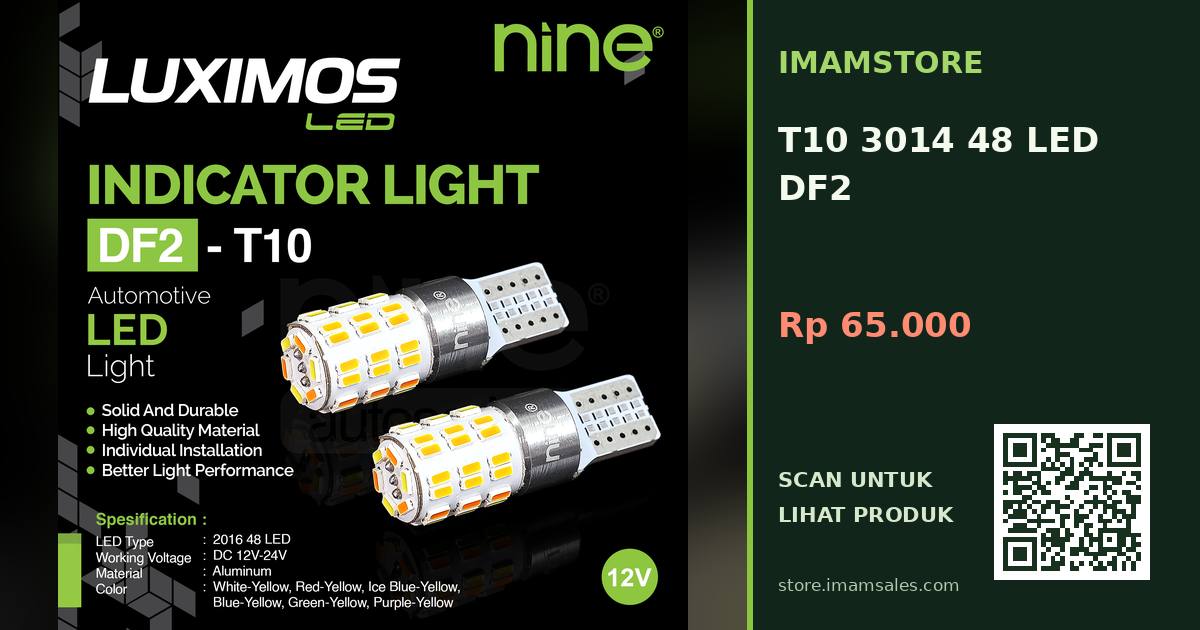 LUXIMOS
LED
nine®
INDICATOR LIGHT
DF2 - T10
Automotive
LED
Light
Solid And Durable
High Quality Material
Individual Installation
Better Light Performance
Spesification :
LED Type : 2016 48 LED
Working Voltage : DC 12V-24V
Material : Aluminum
Color : White-Yellow, Red-Yellow, Ice Blue-Yellow,
Blue-Yellow, Green-Yellow, Purple-Yellow
nine®
nine®
12V
IMAMSTORE
T10 3014 48 LED
DF2
Rp 65.000
SCAN UNTUK
LIHAT PRODUK
store.imamsales.com